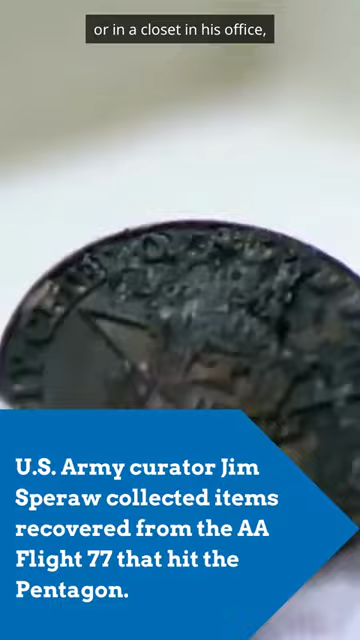 or in a closet in his office,
U.S. Army curator Jim
Speraw collected items
recovered from the AA
Flight 77 that hit the
Pentagon.